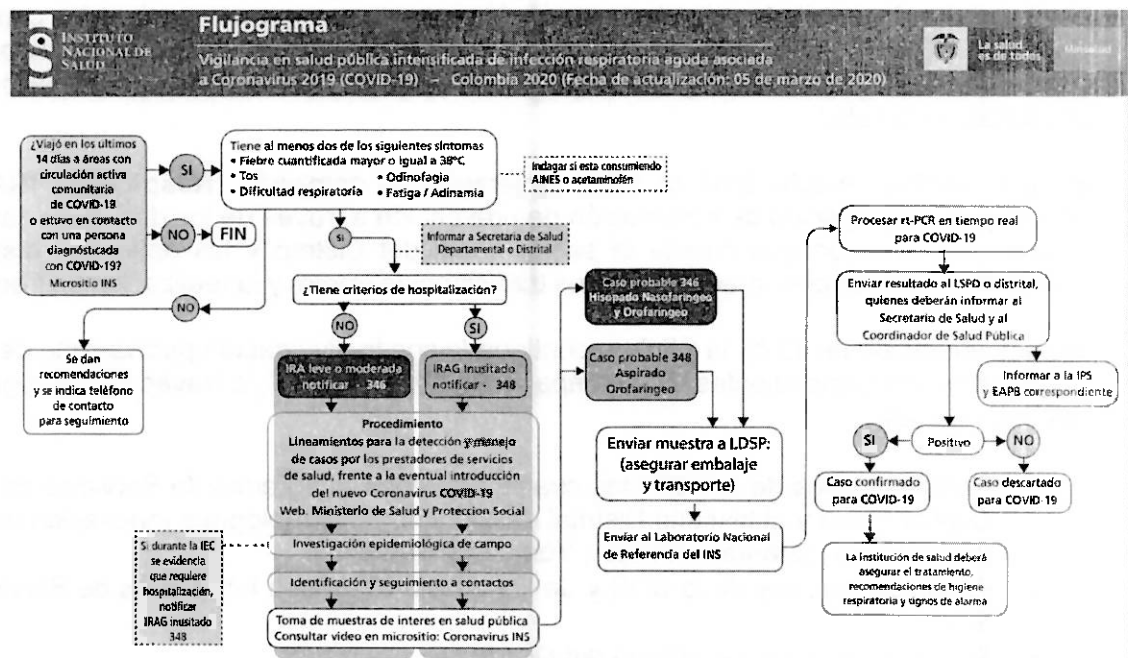 INSTITUTO
NACIONAL DE
SALUD
Flujograma
Vigilancia en salud pública intensificada de infección respiratoria aguda asociada
a Coronavirus 2019 (COVID-19) – Colombia 2020 (Fecha de actualización: 05 de marzo de 2020)
La salud
es de todos
Minsalud
¿Viajó en los últimos
14 días a áreas con
circulación activa
comunitaria
de COVID-19
o estuvo en contacto
con una persona
diagnósticada
con COVID-19?
Micrositio INS
SI
NO
FIN
Tiene al menos dos de los siguientes síntomas
• Fiebre cuantificada mayor o igual a 38°C
• Tos
• Odinofagia
• Dificultad respiratoria
• Fatiga / Adinamia
Indagar si esta consumiendo
AINES o acetaminofén
si
Informar a Secretaria de Salud
Departamental o Distrital
NO
Se dan
recomendaciones
y se indica teléfono
de contacto
para seguimiento
¿Tiene criterios de hospitalización?
NO
SI
IRA leve o moderada
notificar - 346
IRAG Inusitado
notificar - 348
Procedimiento
Lineamientos para la detección y manejo
de casos por los prestadores de servicios
de salud, frente a la eventual introducción
del nuevo Coronavirus COVID-19
Web. Ministerio de Salud y Proteccion Social
Investigación epidemiológica de campo
Identificación y seguimiento a contactos
Toma de muestras de interes en salud pública
Consultar video en micrositio: Coronavirus INS
Si durante la IEC
se evidencia
que requiere
hospitalización,
notificar
IRAG inusitado
348
Caso probable 346
Hisopado Nasofaríngeo
y Orofaríngeo
Caso probable 348
Aspirado
Orofaríngeo
Enviar muestra a LDSP:
(asegurar embalaje
y transporte)
Enviar al Laboratorio Nacional
de Referencia del INS
Procesar rt-PCR en tiempo real
para COVID-19
Enviar resultado al LSPD o distrital,
quienes deberán informar al
Secretario de Salud y al
Coordinador de Salud Pública
Informar a la IPS
y EAPB correspondiente
SI
Positivo
NO
Caso confirmado
para COVID-19
Caso descartado
para COVID-19
La institución de salud deberá
asegurar el tratamiento,
recomendaciones de higiene
respiratoria y signos de alarma